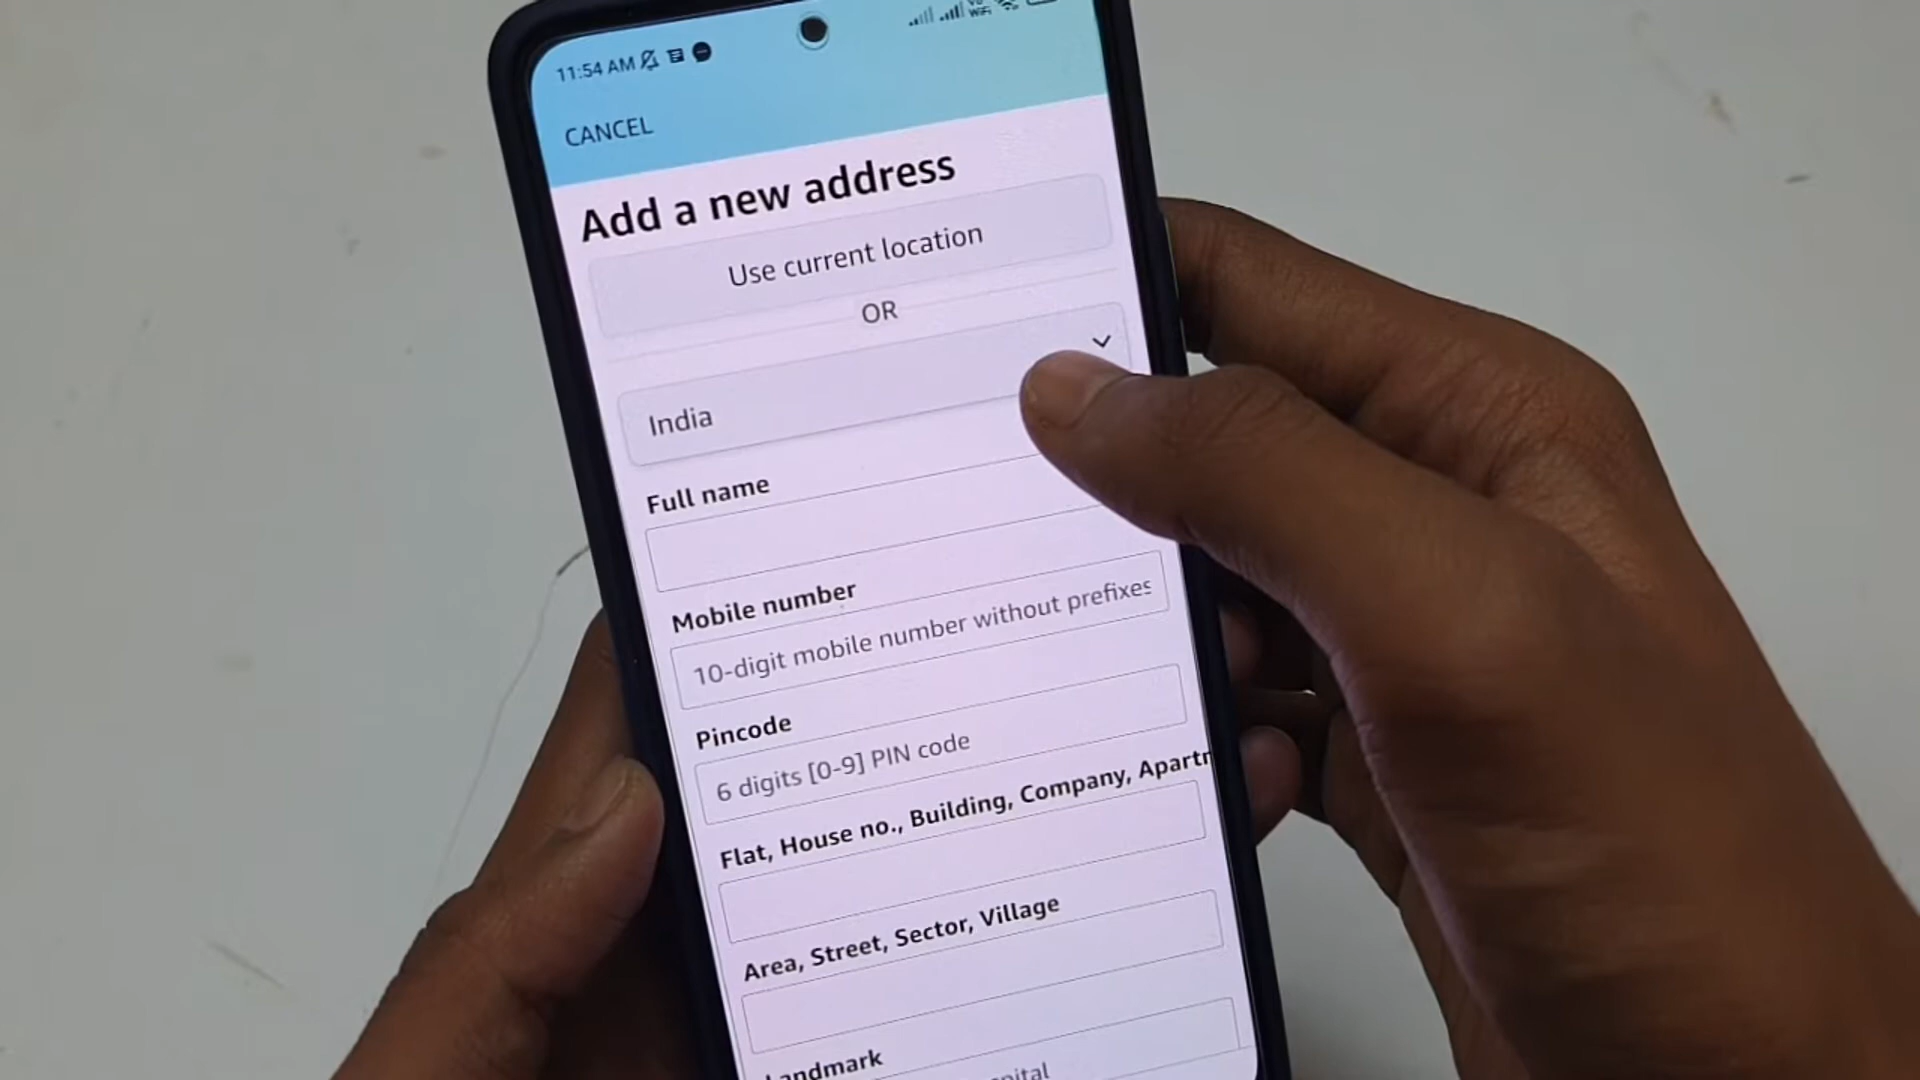 11:54 AM
CANCEL
Add a new address
Use current location
OR
India
Full name
Mobile number
10-digit mobile number without prefixes
Pincode
6 digits [0-9] PIN code
Flat, House no., Building, Company, Apartr
Area, Street, Sector, Village
Landmark